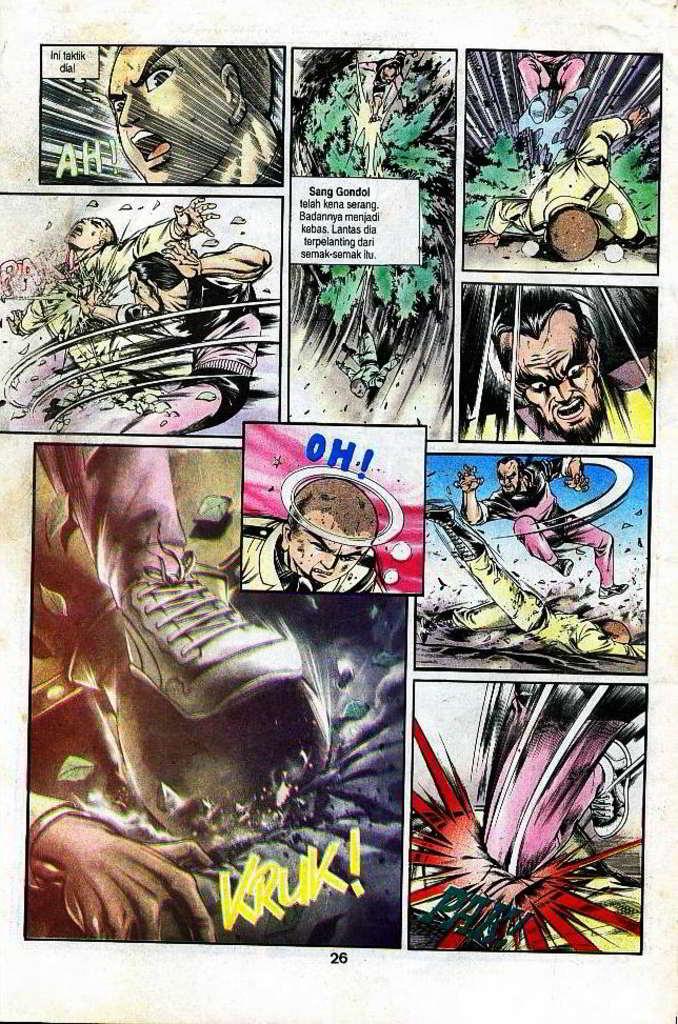 Ini taktik
dia!
AH!
Sang Gondol
telah kena serang.
Badannya menjadi
kebas. Lantas dia
terpelanting dari
semak-semak itu.
OH!
KRUK!
26